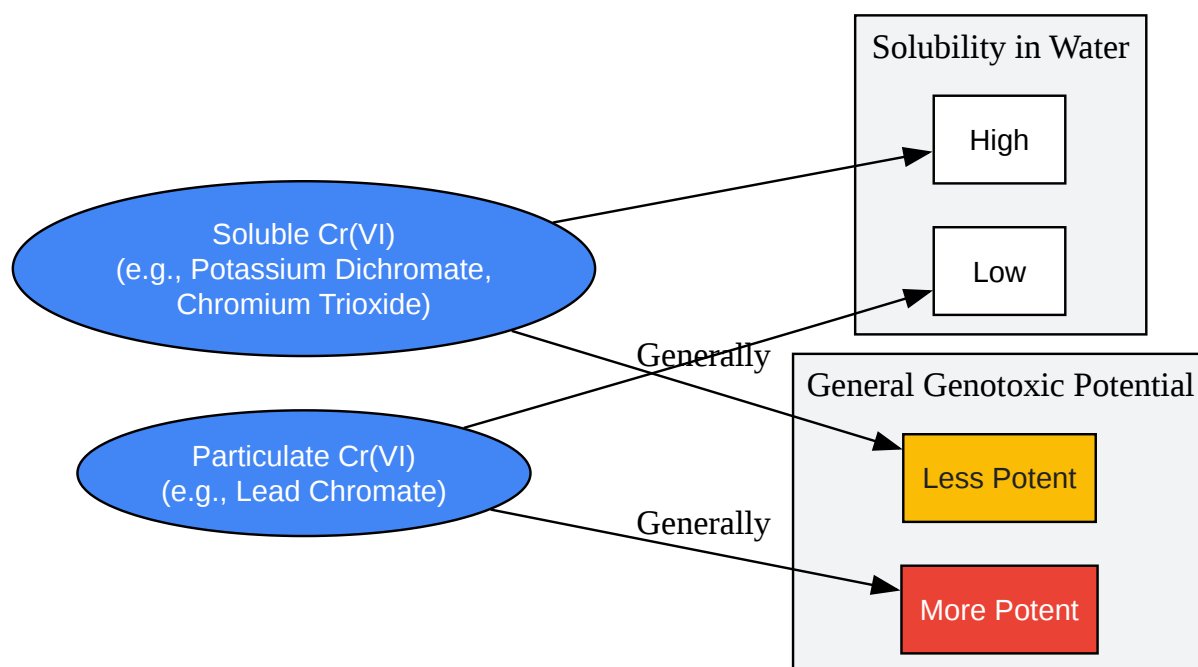 Solubility in Water
High
Low
Soluble Cr(VI)
(e.g., Potassium Dichromate,
Chromium Trioxide)
Generally
Particulate Cr(VI)
(e.g., Lead Chromate)
Generally
General Genotoxic Potential
Less Potent
More Potent